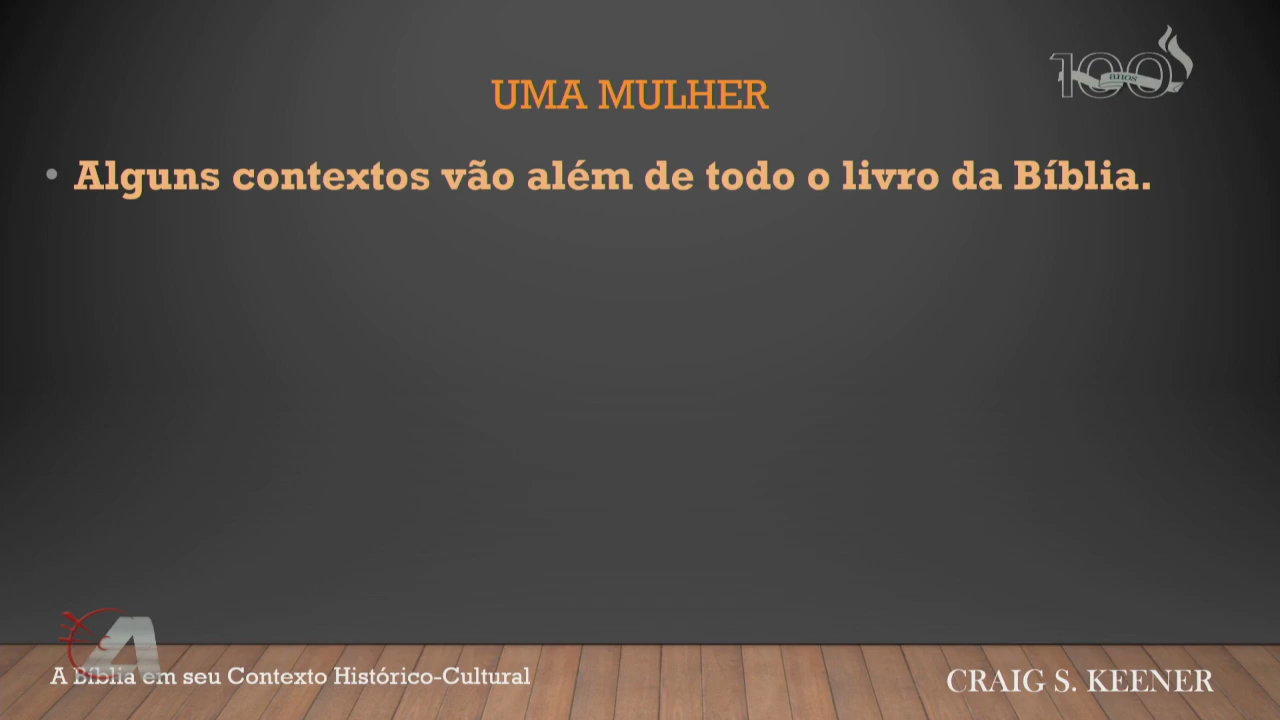 100
anos
UMA MULHER
• Alguns contextos vão além de todo o livro da Bíblia.
A Bíblia em seu Contexto Histórico-Cultural
CRAIG S. KEENER